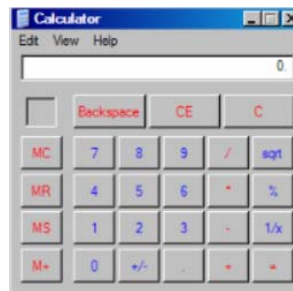 Calculator
Edit View Help
0.
Backspace CE C
MC 7 8 9 / sqrt
MR 4 5 6 * %
MS 1 2 3 - 1/x
M+ 0 +/- . + =